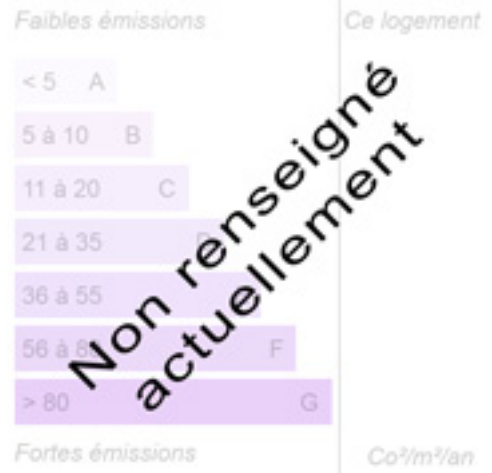 Faibles émissions
Ce logement
< 5 A
5 à 10 B
11 à 20 C
21 à 35
36 à 55
56 à 80 F
> 80 G
Fortes émissions
Co²/m²/an
Non renseigné
actuellement